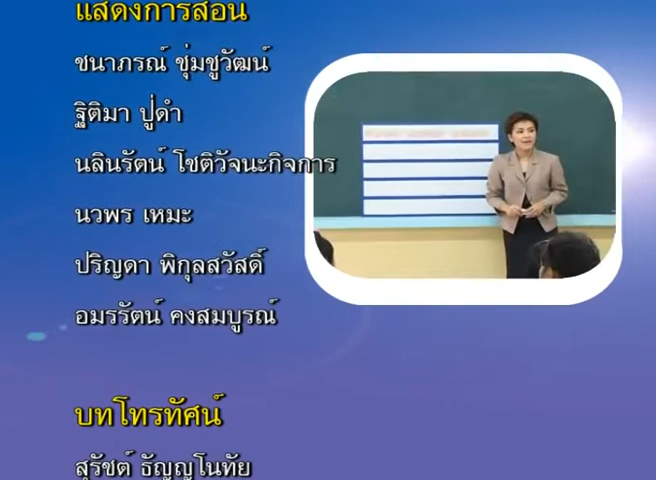 แสดงการสอน
ชนาภรณ์ ชุ่มชูวัฒน์
ฐิติมา ปู่ดำ
นลินรัตน์ โชติวัจนะกิจการ
นวพร เหมะ
ปริญดา พิกุลสวัสดิ์
อมรรัตน์ คงสมบูรณ์
บทโทรทัศน์
สุรัชต์ ธัญญโนทัย